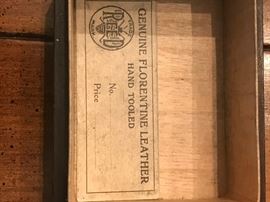 GENUINE FLORENTINE LEATHER
HAND TOOLED
No.
Price